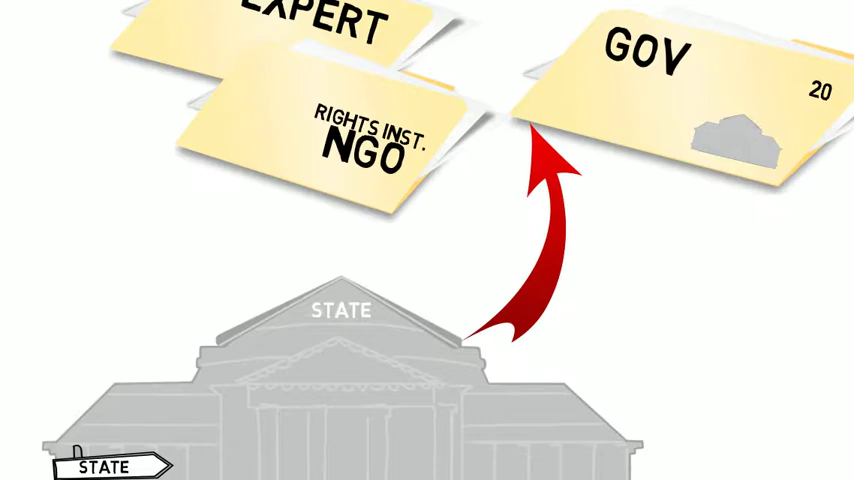 EXPERT
RIGHTS INST.
NGO
GOV
20
STATE
STATE